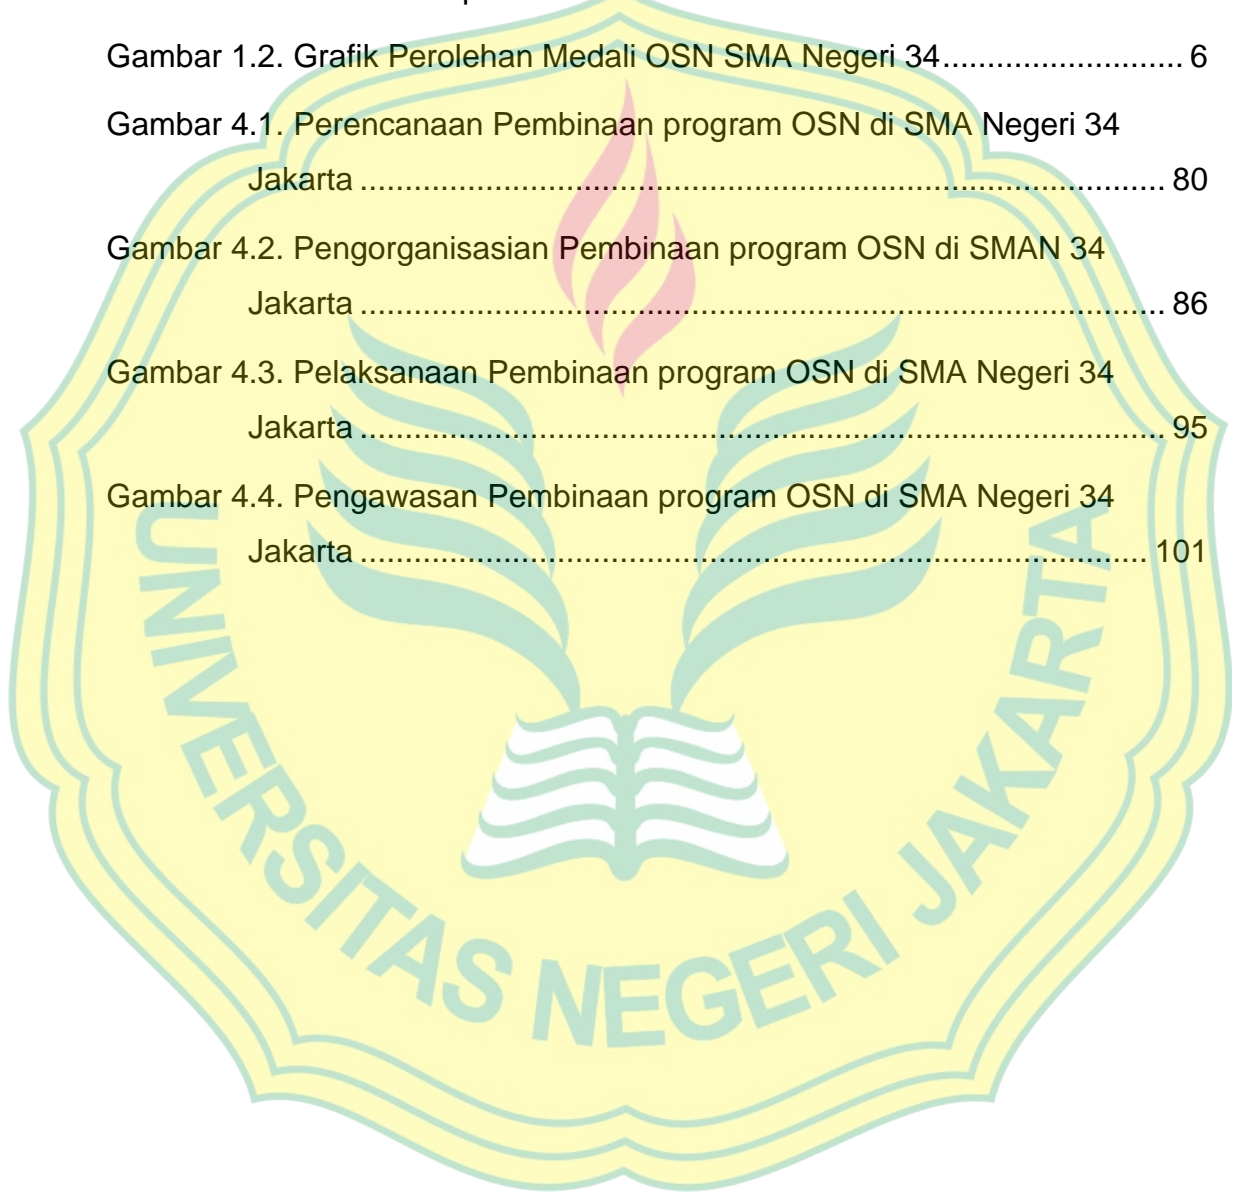 Gambar 1.2. Grafik Perolehan Medali OSN SMA Negeri 34........................... 6
Gambar 4.1. Perencanaan Pembinaan program OSN di SMA Negeri 34
Jakarta ........................................................................................... 80
Gambar 4.2. Pengorganisasian Pembinaan program OSN di SMAN 34
Jakarta ........................................................................................... 86
Gambar 4.3. Pelaksanaan Pembinaan program OSN di SMA Negeri 34
Jakarta ........................................................................................... 95
Gambar 4.4. Pengawasan Pembinaan program OSN di SMA Negeri 34
Jakarta ......................................................................................... 101
UNIVERSITAS NEGERI JAKARTA